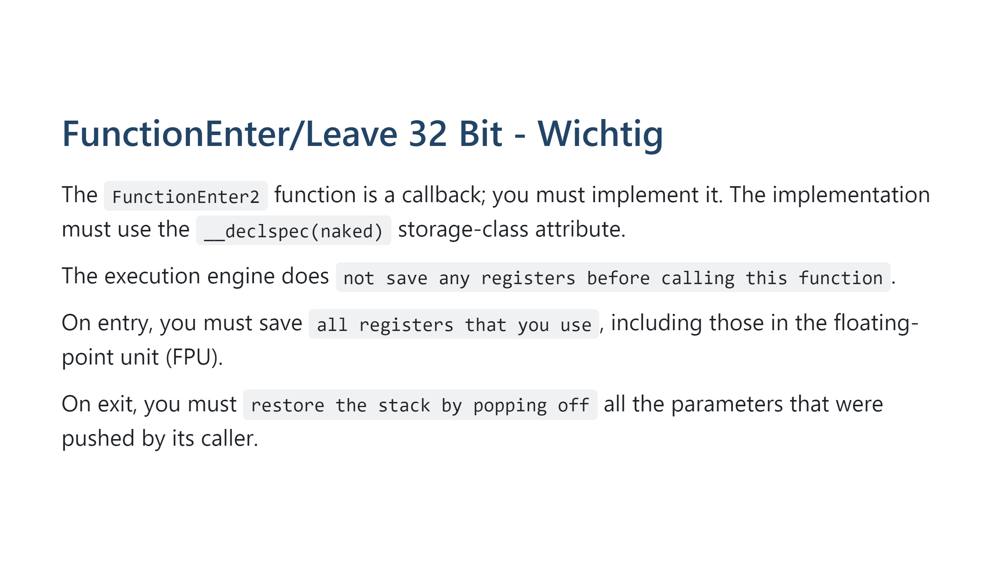 FunctionEnter/Leave 32 Bit - Wichtig
The FunctionEnter2 function is a callback; you must implement it. The implementation
must use the __declspec(naked) storage-class attribute.
The execution engine does not save any registers before calling this function.
On entry, you must save all registers that you use, including those in the floating-
point unit (FPU).
On exit, you must restore the stack by popping off all the parameters that were
pushed by its caller.